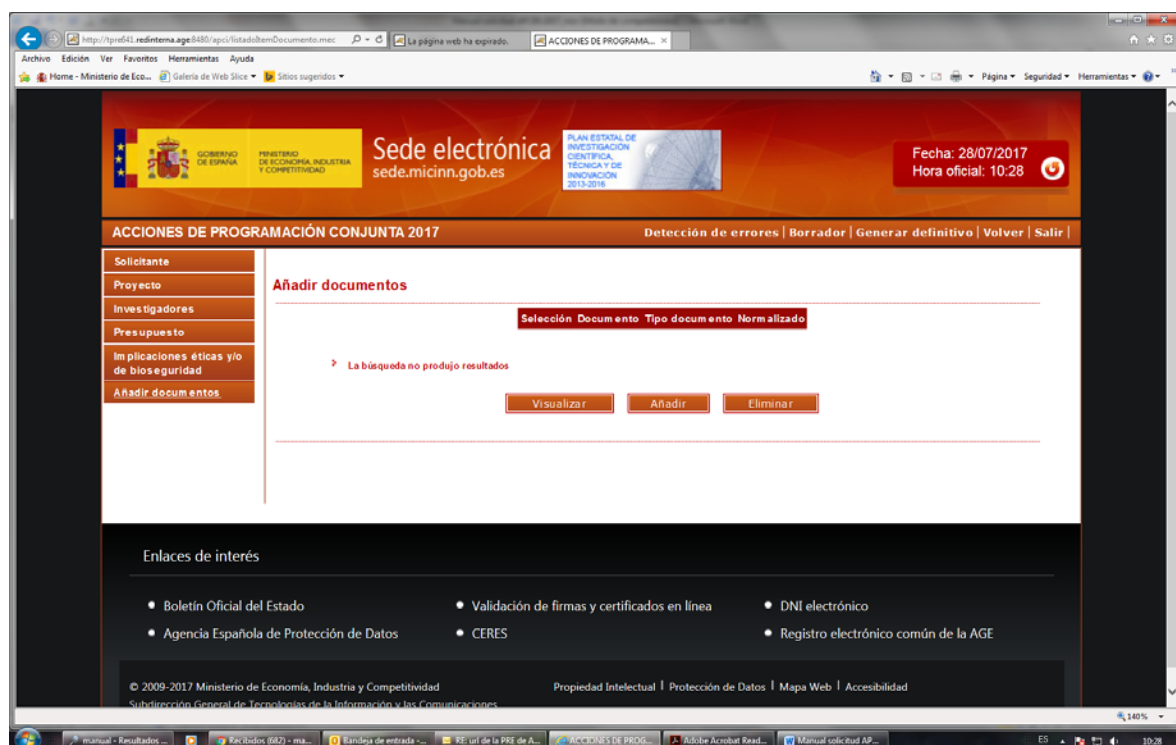 http://tpre641.redinterna.age:8480/apci/listadoItemDocumento.mec
La página web ha expirado.
ACCIONES DE PROGRAMA...
Archivo Edición Ver Favoritos Herramientas Ayuda
Home - Ministerio de Eco... Galería de Web Slice Sitios sugeridos
Página Seguridad Herramientas
GOBIERNO DE ESPAÑA
MINISTERIO DE ECONOMÍA, INDUSTRIA Y COMPETITIVIDAD
Sede electrónica
sede.micinn.gob.es
PLAN ESTATAL DE
INVESTIGACIÓN
CIENTÍFICA,
TÉCNICA Y DE
INNOVACIÓN
2013-2016
Fecha: 28/07/2017
Hora oficial: 10:28
ACCIONES DE PROGRAMACIÓN CONJUNTA 2017
Detección de errores | Borrador | Generar definitivo | Volver | Salir |
Solicitante
Proyecto
Investigadores
Presupuesto
Implicaciones éticas y/o
de bioseguridad
Añadir documentos
Añadir documentos
Selección Documento Tipo documento Normalizado
La búsqueda no produjo resultados
Visualizar Añadir Eliminar
Enlaces de interés
Boletín Oficial del Estado
Validación de firmas y certificados en línea
DNI electrónico
Agencia Española de Protección de Datos
CERES
Registro electrónico común de la AGE
© 2009-2017 Ministerio de Economía, Industria y Competitividad
Propiedad Intelectual | Protección de Datos | Mapa Web | Accesibilidad
Subdirección General de Tecnologías de la Información y las Comunicaciones
140%
manual - Resultados ...
Recibidos (682) - ma...
Bandeja de entrada -...
RE: url de la PRE de A...
ACCIONES DE PROG...
Adobe Acrobat Read...
Manual solicitud AP...
ES
10:28